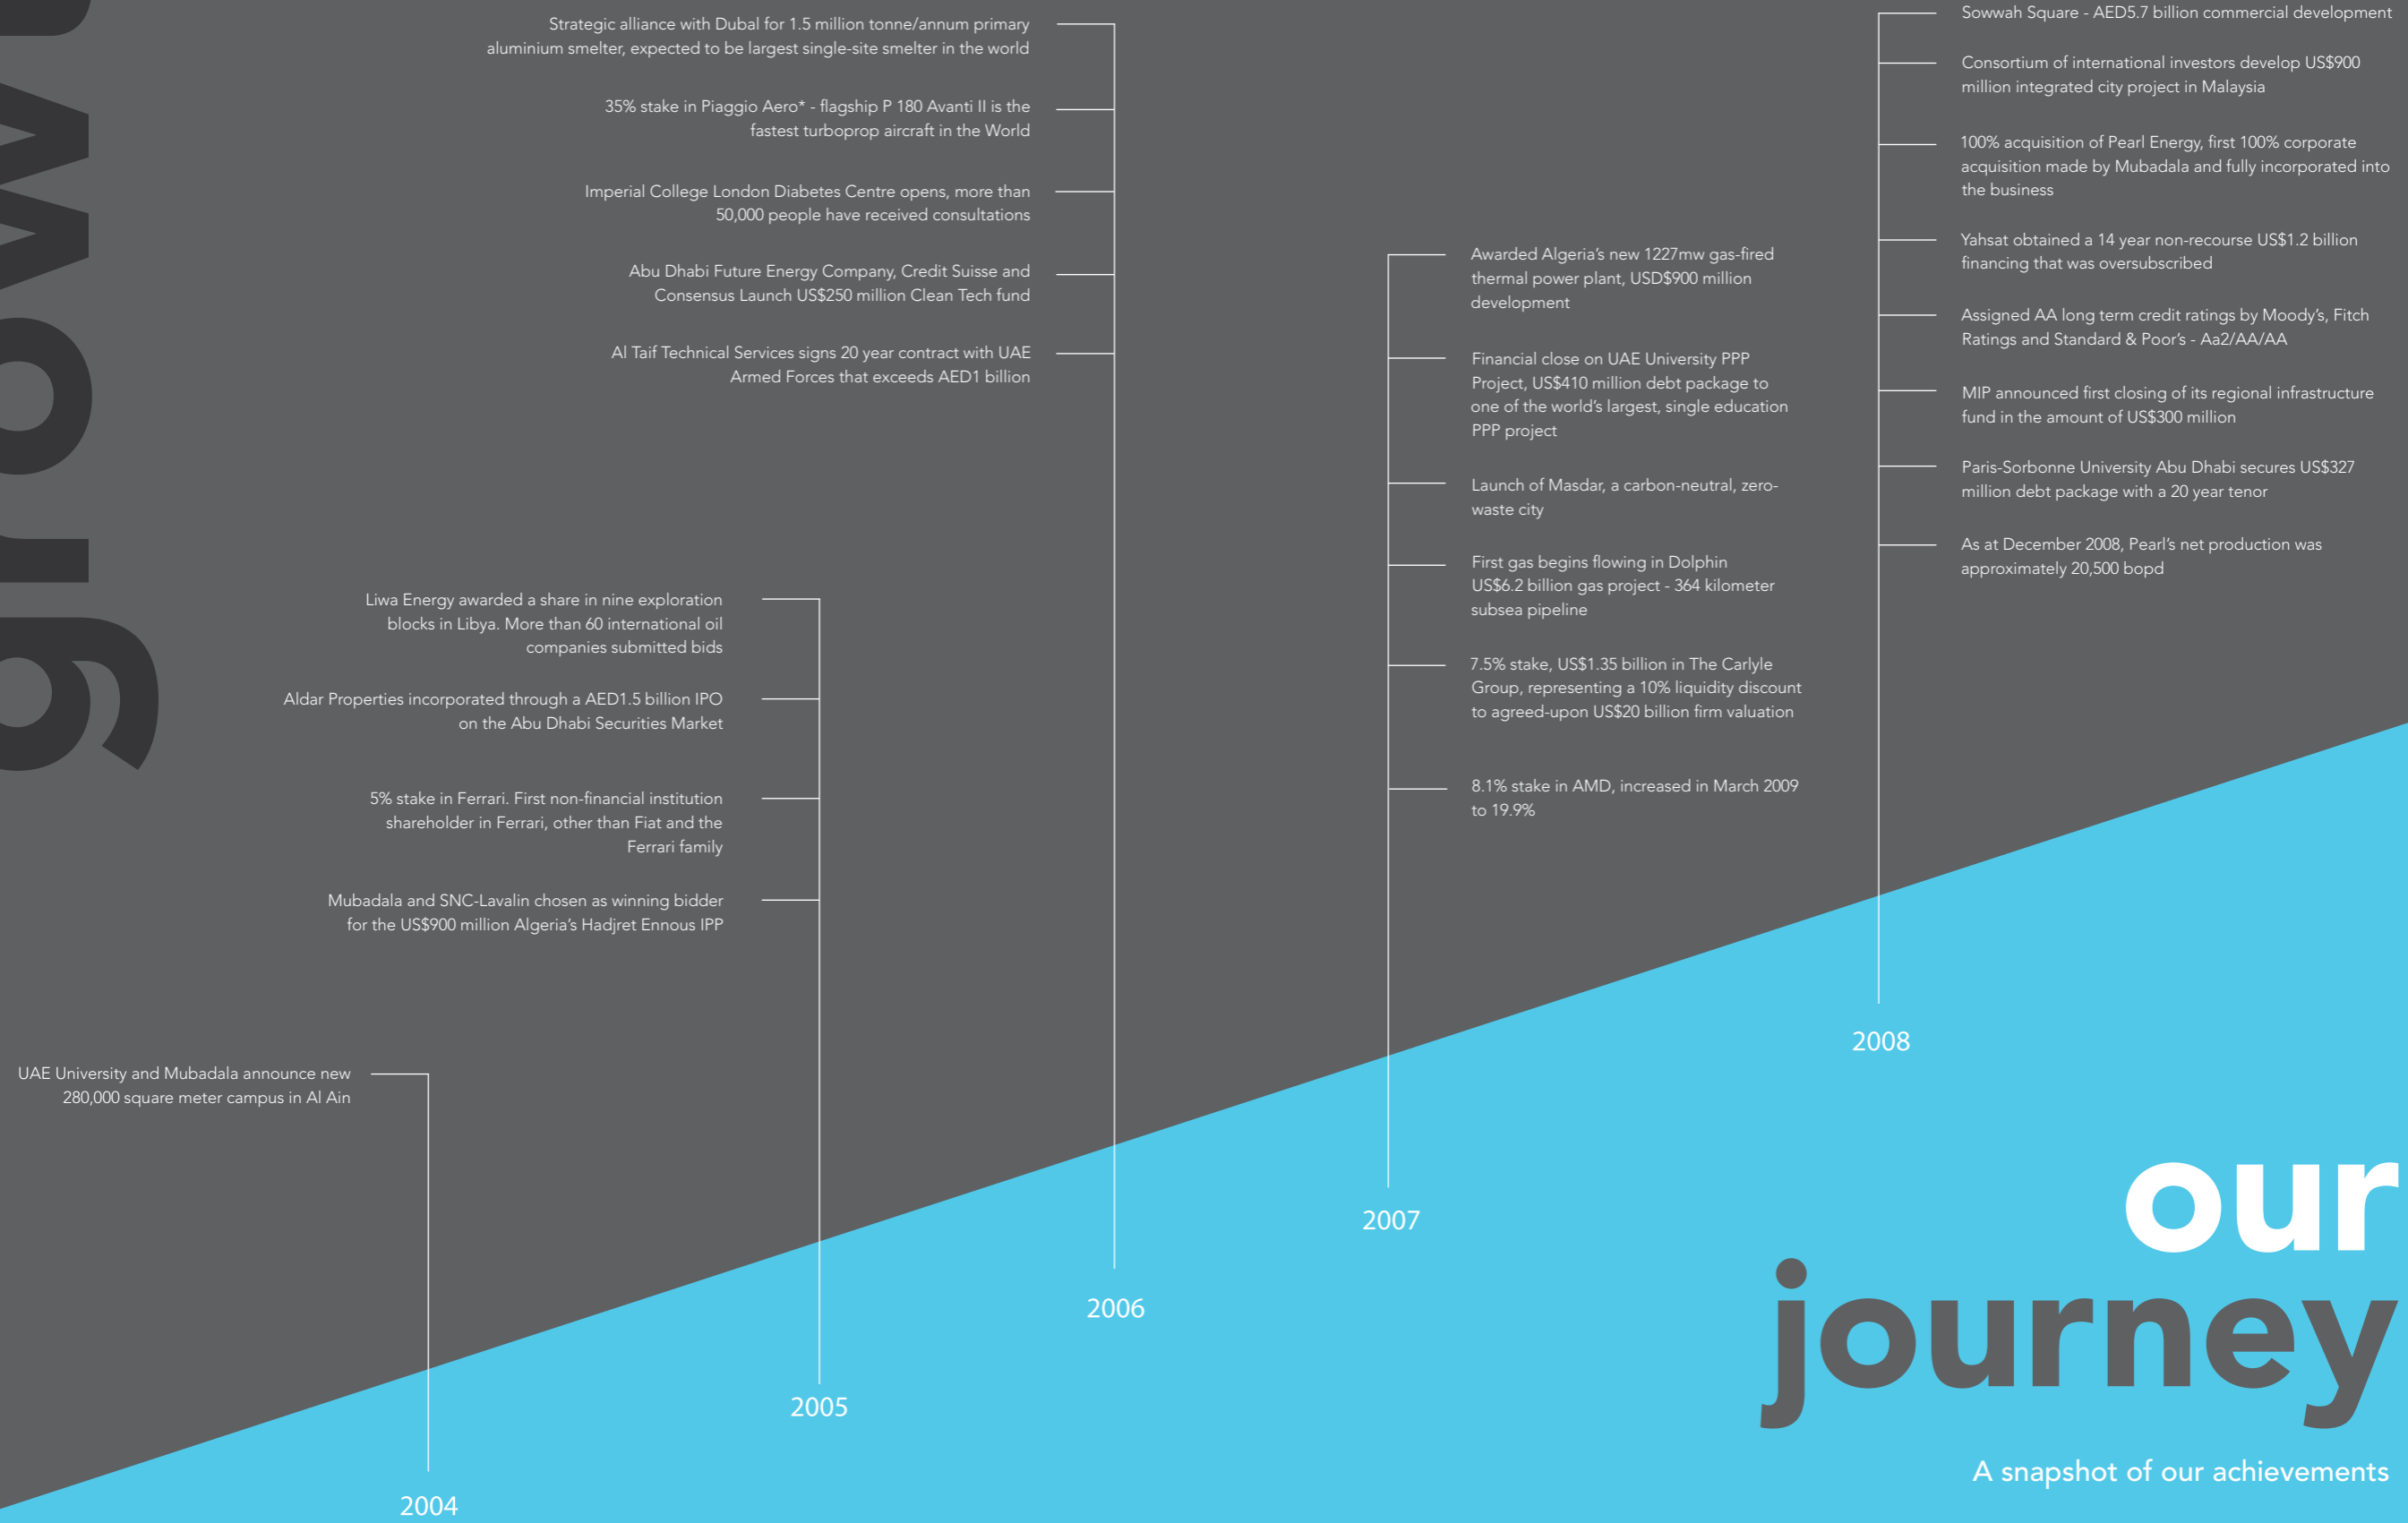 growt
Strategic alliance with Dubal for 1.5 million tonne/annum primary
aluminium smelter, expected to be largest single-site smelter in the world
35% stake in Piaggio Aero* - flagship P 180 Avanti II is the
fastest turboprop aircraft in the World
Imperial College London Diabetes Centre opens, more than
50,000 people have received consultations
Abu Dhabi Future Energy Company, Credit Suisse and
Consensus Launch US$250 million Clean Tech fund
Al Taif Technical Services signs 20 year contract with UAE
Armed Forces that exceeds AED1 billion
Liwa Energy awarded a share in nine exploration
blocks in Libya. More than 60 international oil
companies submitted bids
Aldar Properties incorporated through a AED1.5 billion IPO
on the Abu Dhabi Securities Market
5% stake in Ferrari. First non-financial institution
shareholder in Ferrari, other than Fiat and the
Ferrari family
Mubadala and SNC-Lavalin chosen as winning bidder
for the US$900 million Algeria's Hadjret Ennous IPP
UAE University and Mubadala announce new
280,000 square meter campus in Al Ain
Awarded Algeria's new 1227mw gas-fired
thermal power plant, USD$900 million
development
Financial close on UAE University PPP
Project, US$410 million debt package to
one of the world's largest, single education
PPP project
Launch of Masdar, a carbon-neutral, zero-
waste city
First gas begins flowing in Dolphin
US$6.2 billion gas project - 364 kilometer
subsea pipeline
7.5% stake, US$1.35 billion in The Carlyle
Group, representing a 10% liquidity discount
to agreed-upon US$20 billion firm valuation
8.1% stake in AMD, increased in March 2009
to 19.9%
Sowwah Square - AED5.7 billion commercial development
Consortium of international investors develop US$900
million integrated city project in Malaysia
100% acquisition of Pearl Energy, first 100% corporate
acquisition made by Mubadala and fully incorporated into
the business
Yahsat obtained a 14 year non-recourse US$1.2 billion
financing that was oversubscribed
Assigned AA long term credit ratings by Moody's, Fitch
Ratings and Standard & Poor's - Aa2/AA/AA
MIP announced first closing of its regional infrastructure
fund in the amount of US$300 million
Paris-Sorbonne University Abu Dhabi secures US$327
million debt package with a 20 year tenor
As at December 2008, Pearl's net production was
approximately 20,500 bopd
2004
2005
2006
2007
2008
our
journey
A snapshot of our achievements